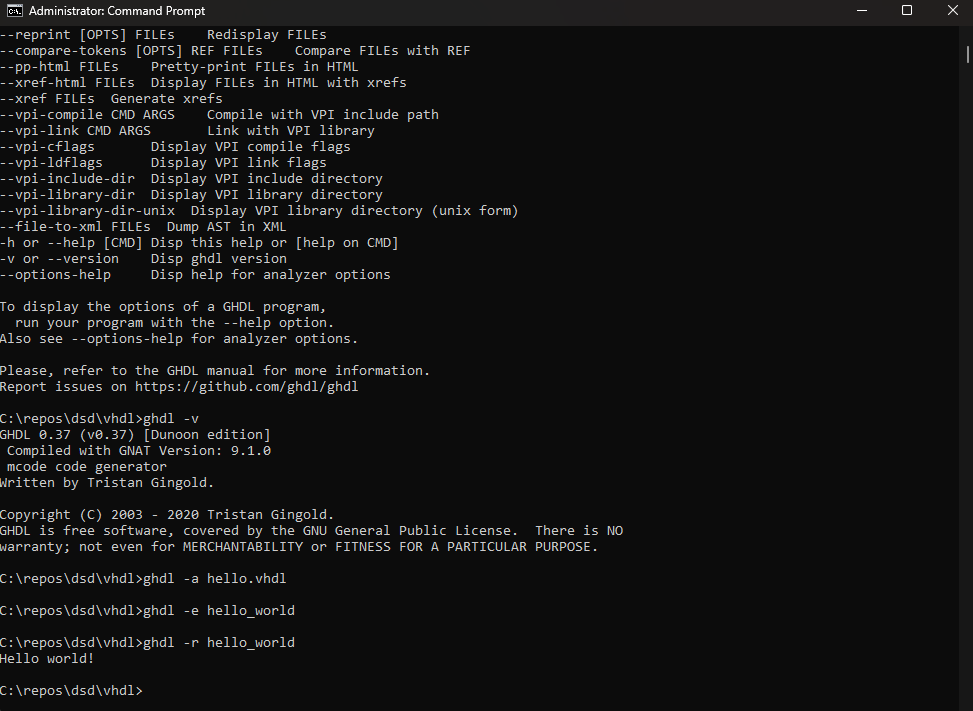 Administrator: Command Prompt
--reprint [OPTS] FILEs    Redisplay FILEs
--compare-tokens [OPTS] REF FILEs    Compare FILEs with REF
--pp-html FILEs    Pretty-print FILEs in HTML
--xref-html FILEs  Display FILEs in HTML with xrefs
--xref FILEs  Generate xrefs
--vpi-compile CMD ARGS    Compile with VPI include path
--vpi-link CMD ARGS       Link with VPI library
--vpi-cflags       Display VPI compile flags
--vpi-ldflags      Display VPI link flags
--vpi-include-dir  Display VPI include directory
--vpi-library-dir  Display VPI library directory
--vpi-library-dir-unix  Display VPI library directory (unix form)
--file-to-xml FILEs  Dump AST in XML
-h or --help [CMD] Disp this help or [help on CMD]
-v or --version    Disp ghdl version
--options-help     Disp help for analyzer options
To display the options of a GHDL program,
  run your program with the --help option.
Also see --options-help for analyzer options.
Please, refer to the GHDL manual for more information.
Report issues on https://github.com/ghdl/ghdl
C:\repos\dsd\vhdl>ghdl -v
GHDL 0.37 (v0.37) [Dunoon edition]
 Compiled with GNAT Version: 9.1.0
 mcode code generator
Written by Tristan Gingold.
Copyright (C) 2003 - 2020 Tristan Gingold.
GHDL is free software, covered by the GNU General Public License.  There is NO
warranty; not even for MERCHANTABILITY or FITNESS FOR A PARTICULAR PURPOSE.
C:\repos\dsd\vhdl>ghdl -a hello.vhdl
C:\repos\dsd\vhdl>ghdl -e hello_world
C:\repos\dsd\vhdl>ghdl -r hello_world
Hello world!
C:\repos\dsd\vhdl>